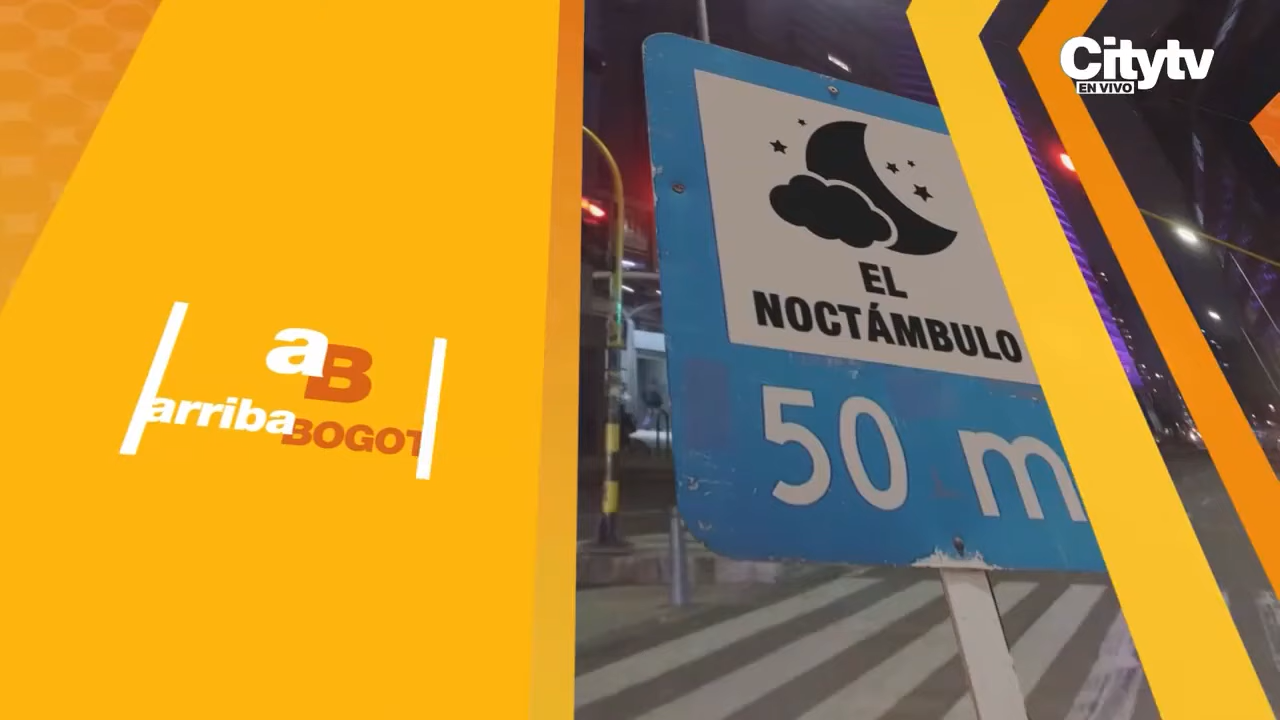 Citytv
EN VIVO
EL
NOCTÁMBULO
50 m
aB
arriba
BOGOT